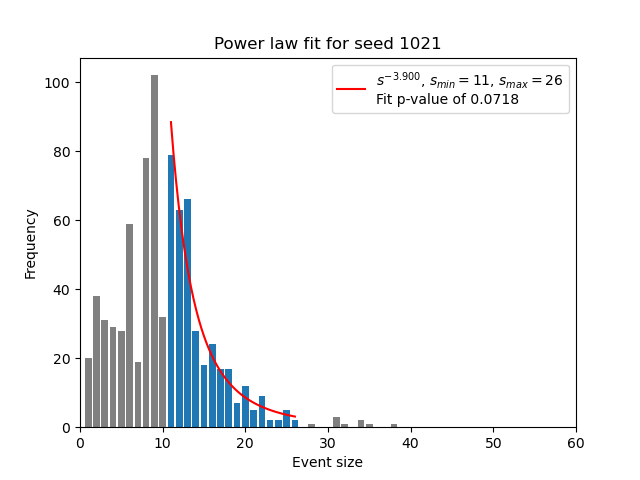 Power law fit for seed 1021
s^{-3.900}, s_{min} = 11, s_{max} = 26
Fit p-value of 0.0718
Frequency
100
80
60
40
20
0
0 10 20 30 40 50 60
Event size